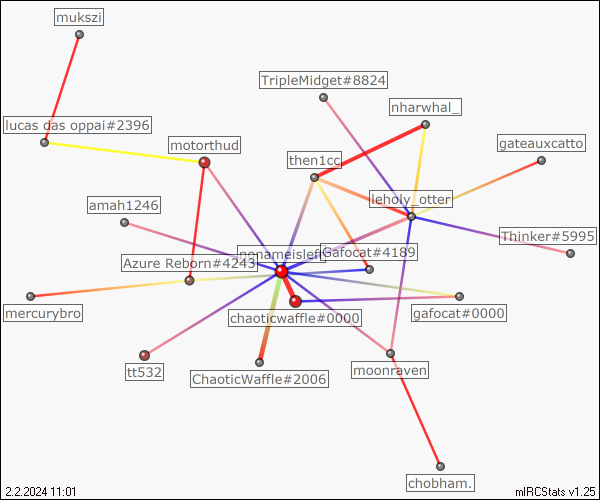 mukszi
TripleMidget#8824
nharwhal_
lucas das oppai#2396
motorthud
then1cc
gateauxcatto
amah1246
leholy_otter
Thinker#5995
nonameisleft
Gafocat#4189
Azure Reborn#4243
mercurybro
chaoticwaffle#0000
gafocat#0000
tt532
ChaoticWaffle#2006
moonraven
chobham.
2.2.2024 11:01
mIRCStats v1.25